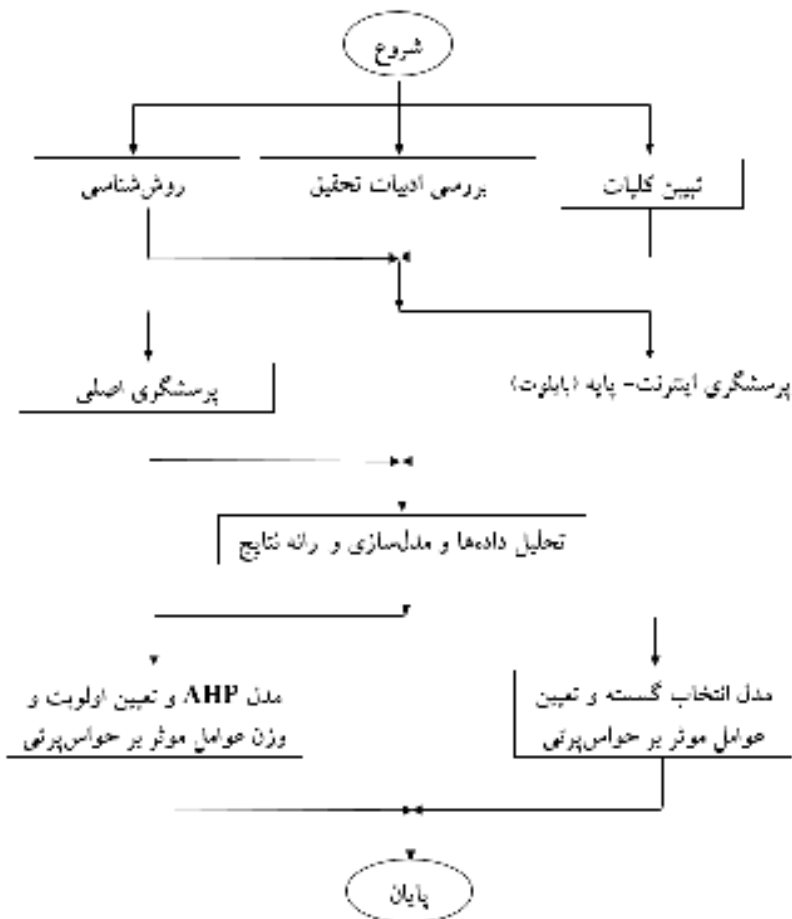 شروع
تبیین کلیات
بررسی ادبیات تحقیق
روش‌شناسی
پرسشگری اینترنت- پایه (پایلوت)
پرسشگری اصلی
تحلیل داده‌ها و مدل‌سازی و رائه نتایج
مدل انتخاب گسسته و تعیین
عوامل موثر بر حواس‌پرتی
مدل AHP و تعیین اولویت و
وزن عوامل موثر بر حواس‌پرتی
پایان